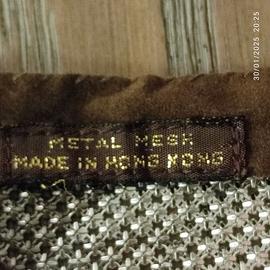 METAL MESH
MADE IN HONG KONG
30/01/2025 20:25